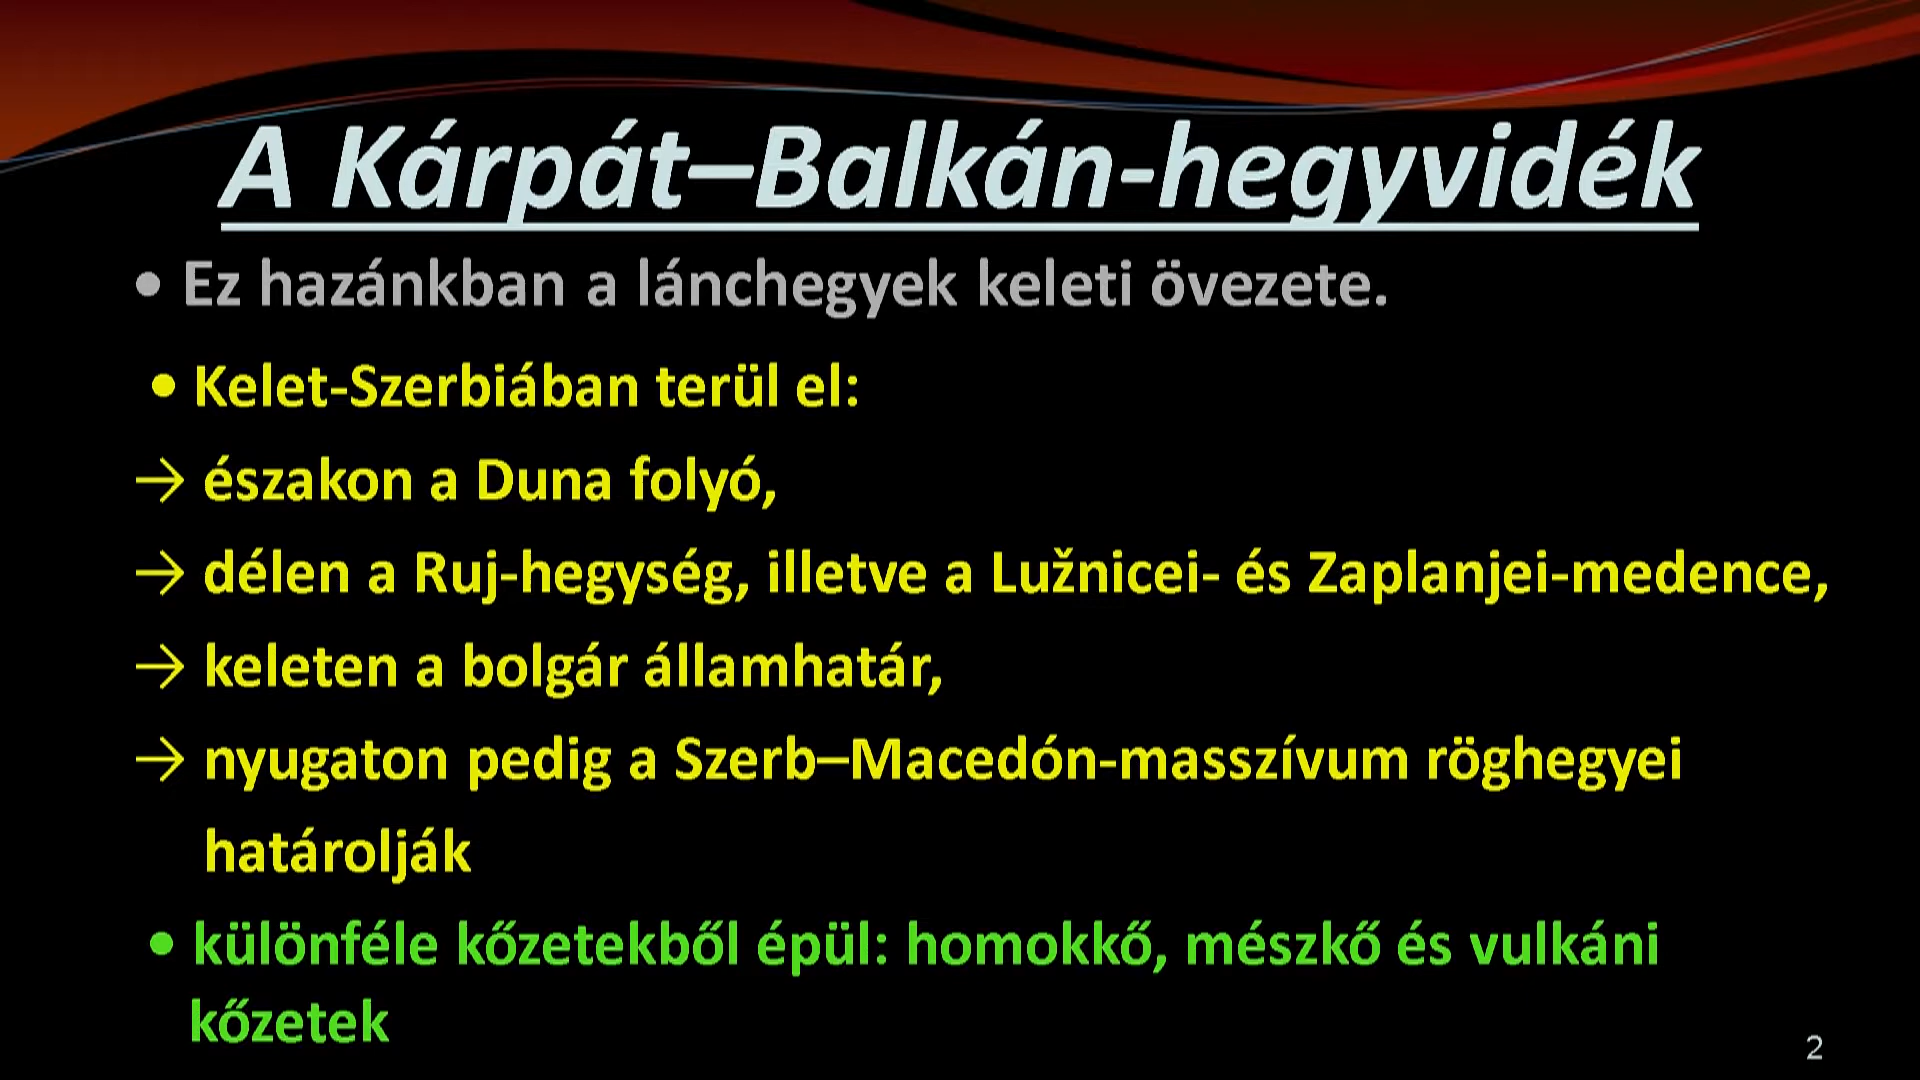 A Kárpát–Balkán-hegyvidék
• Ez hazánkban a lánchegyek keleti övezete.
• Kelet-Szerbiában terül el:
→ északon a Duna folyó,
→ délen a Ruj-hegység, illetve a Lužnicei- és Zaplanjei-medence,
→ keleten a bolgár államhatár,
→ nyugaton pedig a Szerb–Macedón-masszívum röghegyei
határolják
• különféle kőzetekből épül: homokkő, mészkő és vulkáni
kőzetek
2